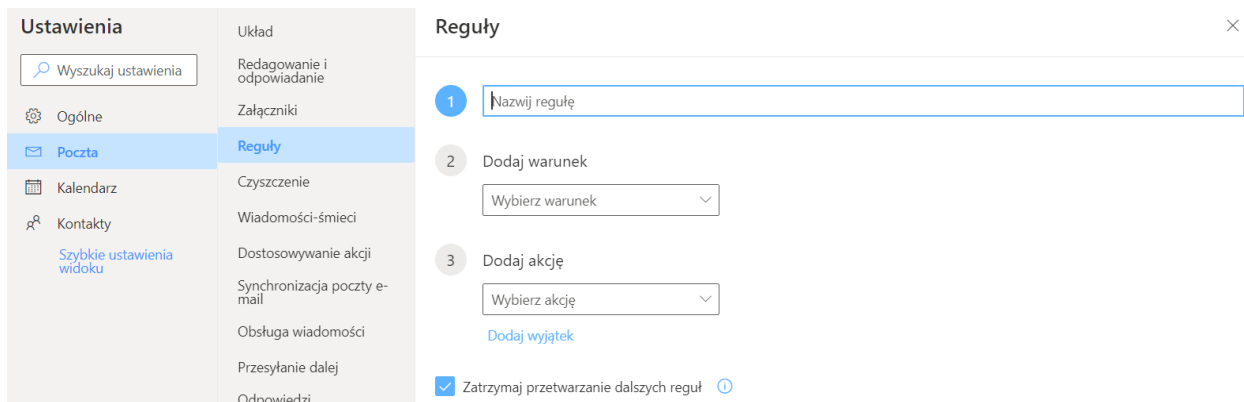 Ustawienia
Wyszukaj ustawienia
Ogólne
Poczta
Kalendarz
Kontakty
Szybkie ustawienia
widoku
Układ
Redagowanie i
odpowiadanie
Załączniki
Reguły
Czyszczenie
Wiadomości-śmieci
Dostosowywanie akcji
Synchronizacja poczty e-
mail
Obsługa wiadomości
Przesyłanie dalej
Odpowiedzi
Reguły
1 Nazwij regułę
2 Dodaj warunek
Wybierz warunek
3 Dodaj akcję
Wybierz akcję
Dodaj wyjątek
Zatrzymaj przetwarzanie dalszych reguł